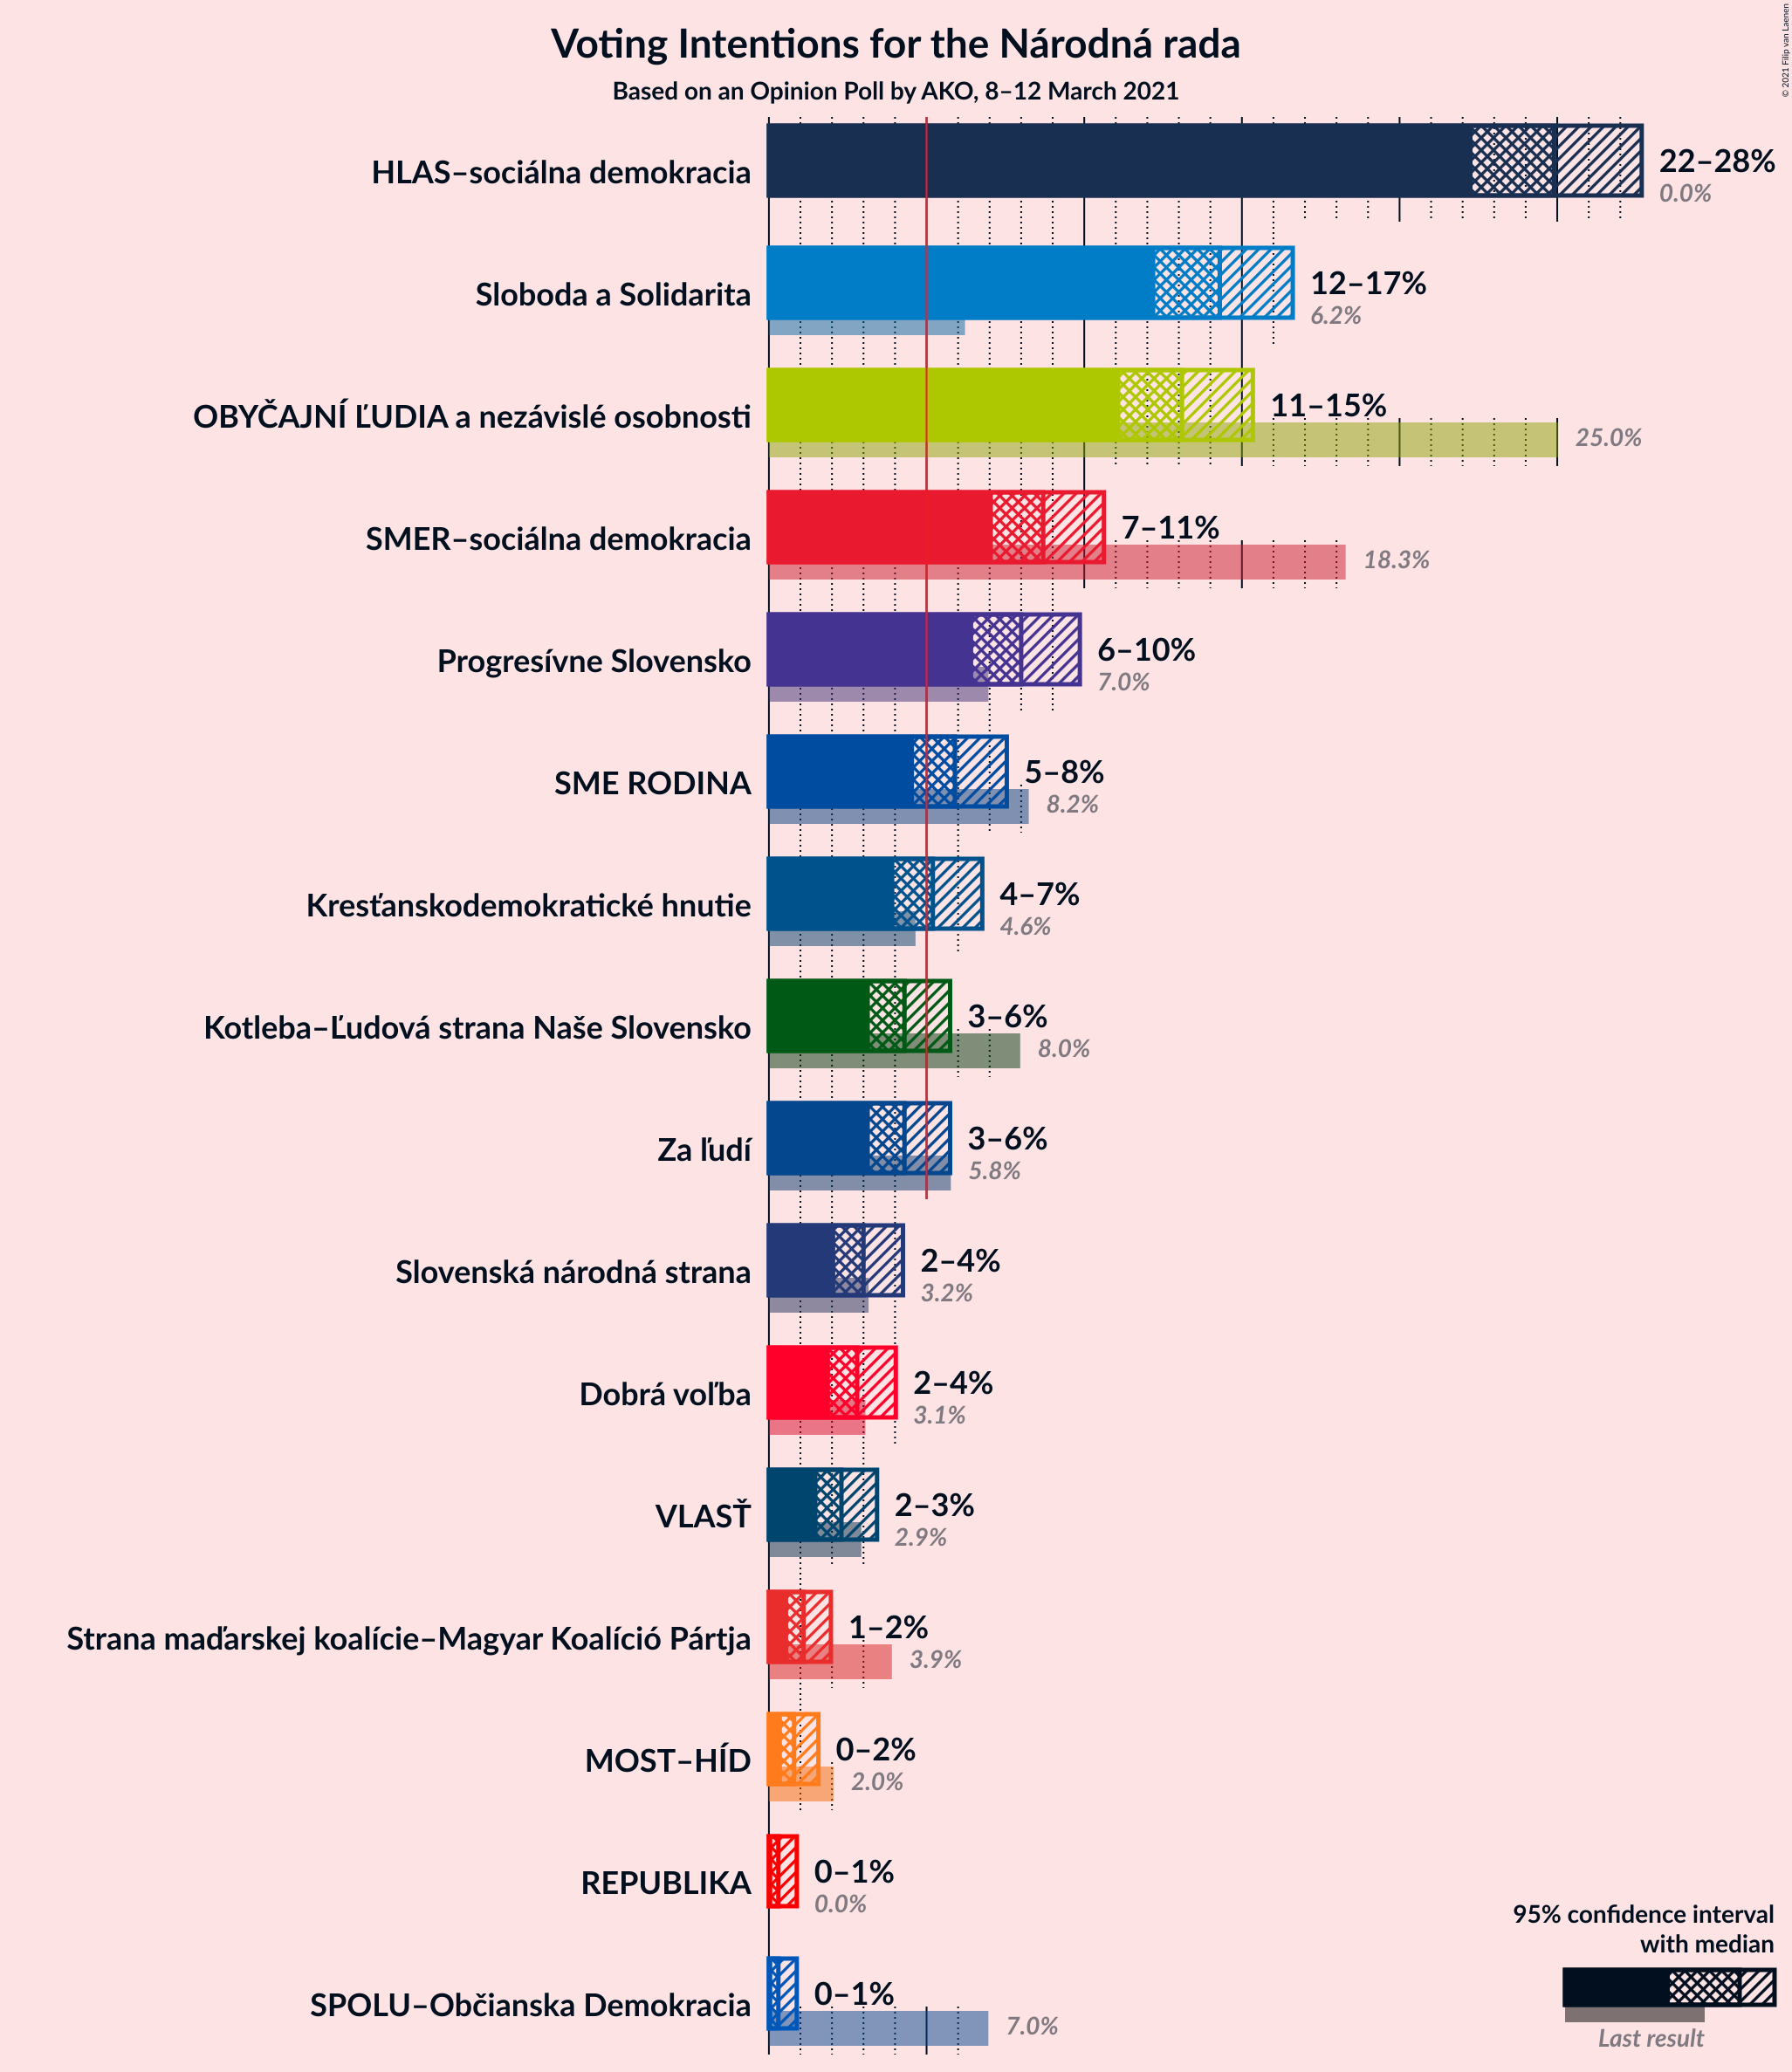 Voting Intentions for the Národná rada
Based on an Opinion Poll by AKO, 8–12 March 2021
© 2021 Filip van Laenen
HLAS–sociálna demokracia
22–28%
0.0%
Sloboda a Solidarita
12–17%
6.2%
OBYČAJNÍ ĽUDIA a nezávislé osobnosti
11–15%
25.0%
SMER–sociálna demokracia
7–11%
18.3%
Progresívne Slovensko
6–10%
7.0%
SME RODINA
5–8%
8.2%
Kresťanskodemokratické hnutie
4–7%
4.6%
Kotleba–Ľudová strana Naše Slovensko
3–6%
8.0%
Za ľudí
3–6%
5.8%
Slovenská národná strana
2–4%
3.2%
Dobrá voľba
2–4%
3.1%
VLASŤ
2–3%
2.9%
Strana maďarskej koalície–Magyar Koalíció Pártja
1–2%
3.9%
MOST–HÍD
0–2%
2.0%
REPUBLIKA
0–1%
0.0%
SPOLU–Občianska Demokracia
0–1%
7.0%
95% confidence interval
with median
Last result